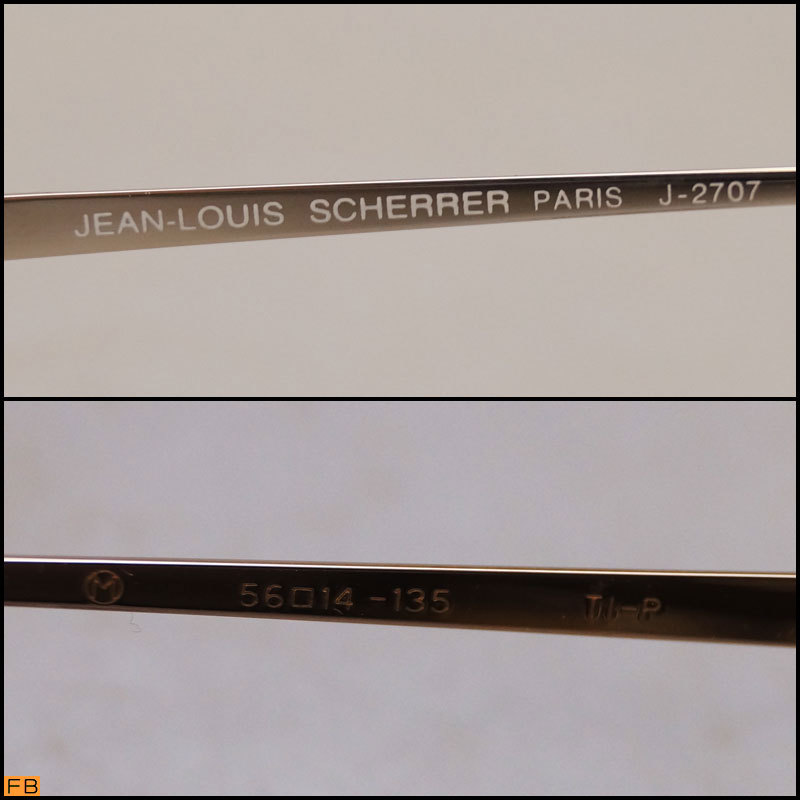 JEAN-LOUIS SCHERRER PARIS J-2707
M 56□14-135 Ti-P
FB